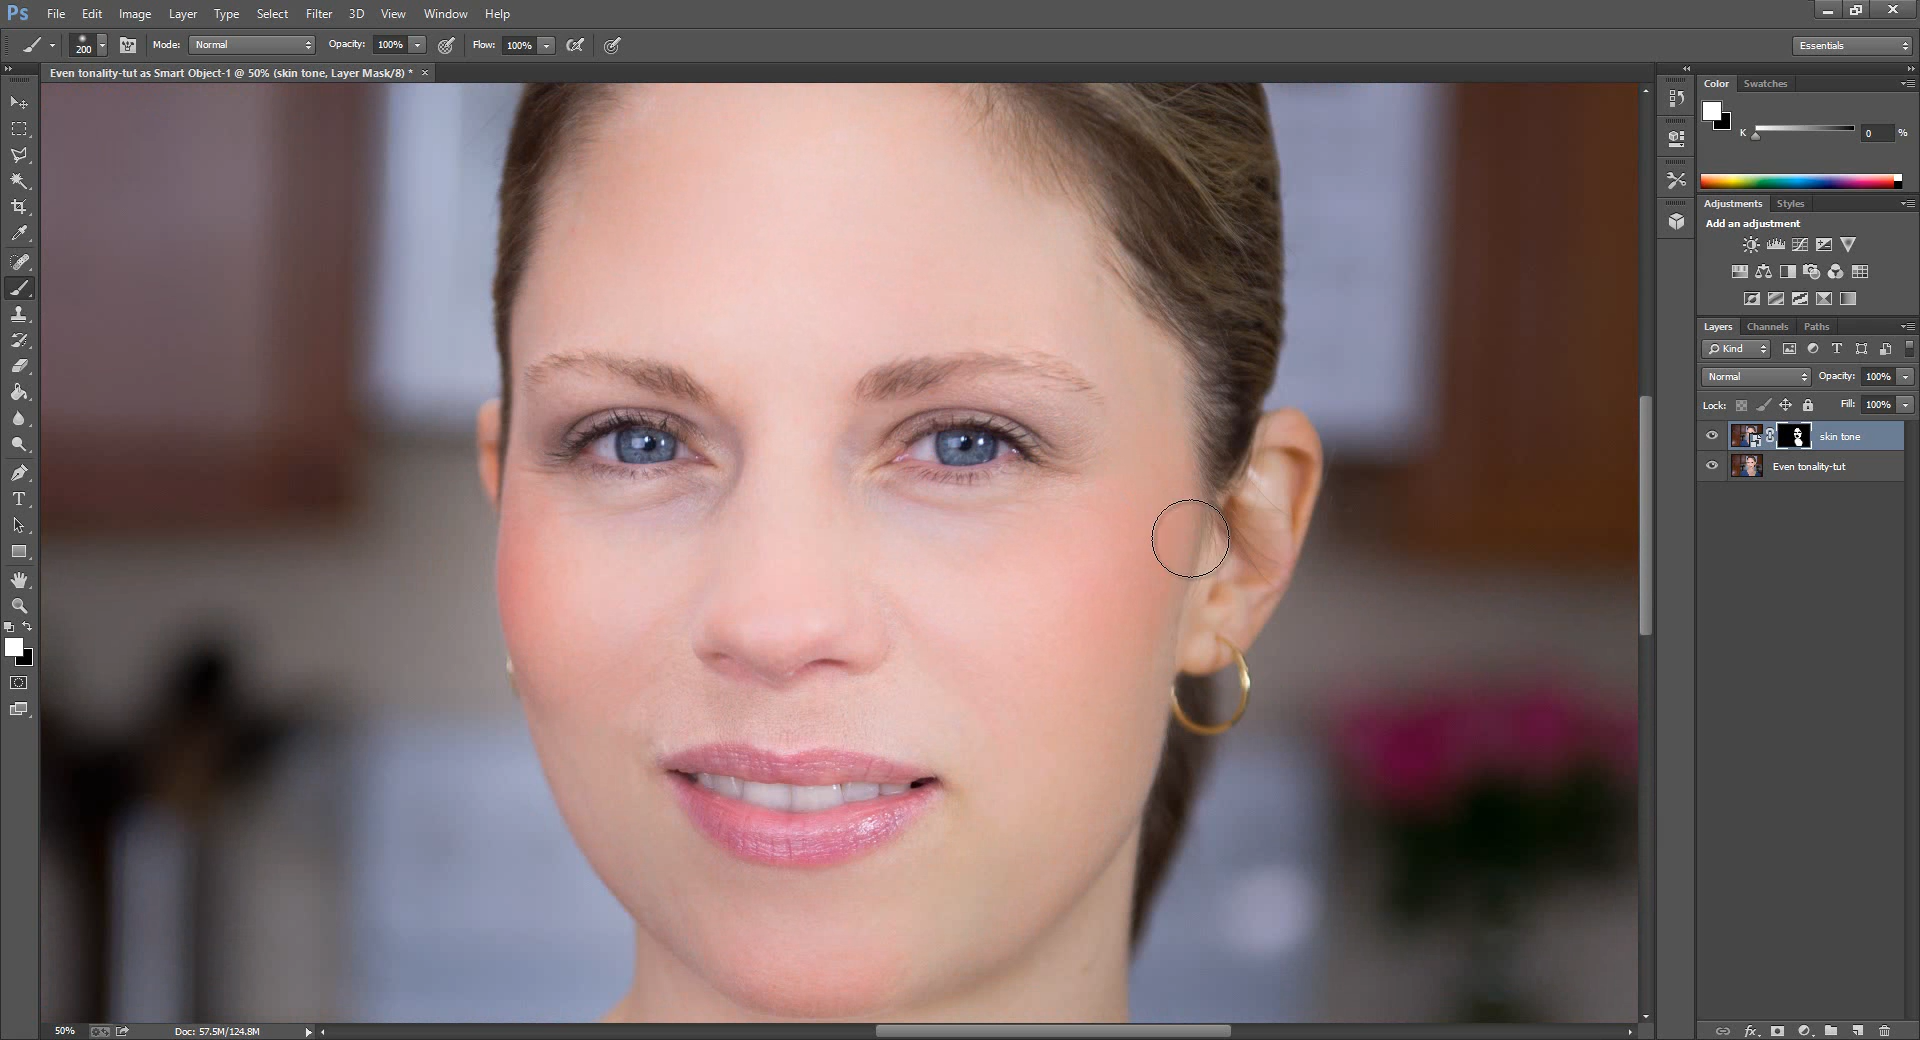 Ps File Edit Image Layer Type Select Filter 3D View Window Help
200 Mode: Normal Opacity: 100% Flow: 100% Essentials
Even tonality-tut as Smart Object-1 @ 50% (skin tone, Layer Mask/8) * ×
Color Swatches
K 0 %
Adjustments Styles
Add an adjustment
Layers Channels Paths
Kind
Normal Opacity: 100%
Lock: Fill: 100%
skin tone
Even tonality-tut
T
50% Doc: 57.5M/124.8M
fx